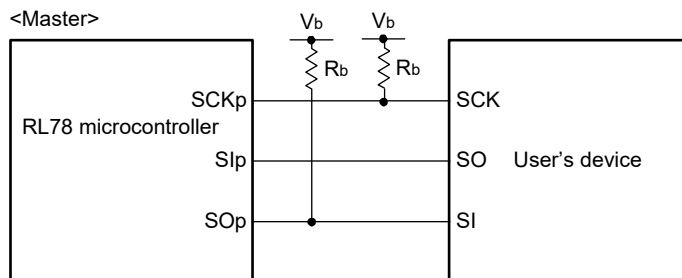 <Master>
Vb
Vb
Rb
Rb
SCKp
SCK
RL78 microcontroller
SIp
SO
User's device
SOp
SI